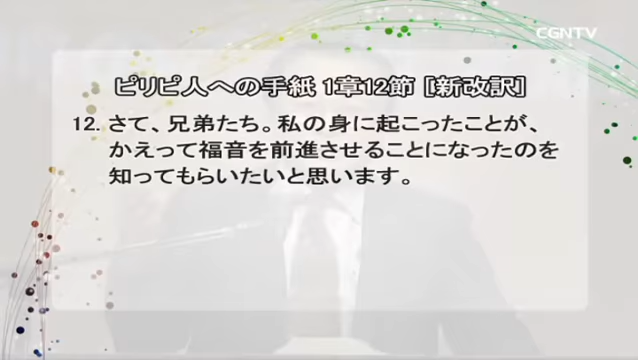 CGNTV
ピリピ人への手紙 1章12節 [新改訳]
12. さて、兄弟たち。私の身に起こったことが、
かえって福音を前進させることになったのを
知ってもらいたいと思います。